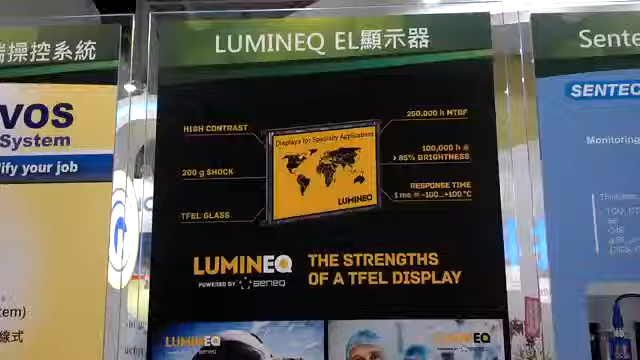 端操控系統
VOS
System
ify your job
LUMINEQ EL顯示器
HIGH CONTRAST
200 g SHOCK
TFEL GLASS
Displays for Specialty Applications
LUMINEQ
250,000 h MTBF
100,000 h @
> 85% BRIGHTNESS
RESPONSE TIME
1 ms @ -100...+100 °C
LUMINEQ
POWERED BY Beneq
THE STRENGTHS
OF A TFEL DISPLAY
LUMINEQ
LUMINEQ
Sente
SENTEC
Monitoring
tem)
線式